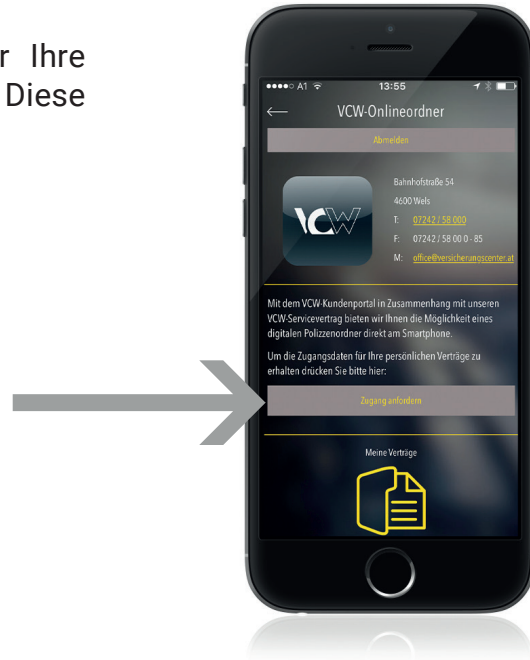 r Ihre
Diese
A1
13:55
VCW-Onlineordner
Abmelden
VCW
Bahnhofstraße 54
4600 Wels
T: 07242 / 58 000
F: 07242 / 58 00 0 - 85
M: office@versicherungscenter.at
Mit dem VCW-Kundenportal in Zusammenhang mit unseren
VCW-Servicevertrag bieten wir Ihnen die Möglichkeit eines
digitalen Polizzenordner direkt am Smartphone.
Um die Zugangsdaten für Ihre persönlichen Verträge zu
erhalten drücken Sie bitte hier:
Zugang anfordern
Meine Verträge